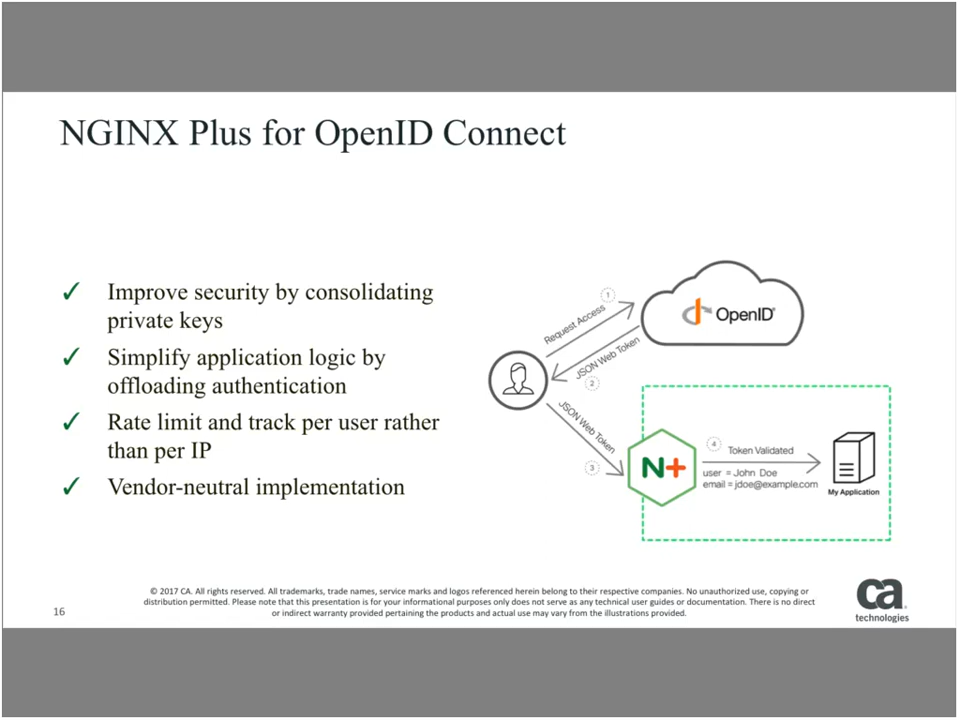 NGINX Plus for OpenID Connect
✓ Improve security by consolidating
private keys
✓ Simplify application logic by
offloading authentication
✓ Rate limit and track per user rather
than per IP
✓ Vendor-neutral implementation
1
Request Access
OpenID®
JSON Web Token
2
JSON Web Token
3
N+
4
Token Validated
user = John Doe
email = jdoe@example.com
My Application
16
© 2017 CA. All rights reserved. All trademarks, trade names, service marks and logos referenced herein belong to their respective companies. No unauthorized use, copying or
distribution permitted. Please note that this presentation is for your informational purposes only does not serve as any technical user guides or documentation. There is no direct
or indirect warranty provided pertaining the products and actual use may vary from the illustrations provided.
ca
technologies